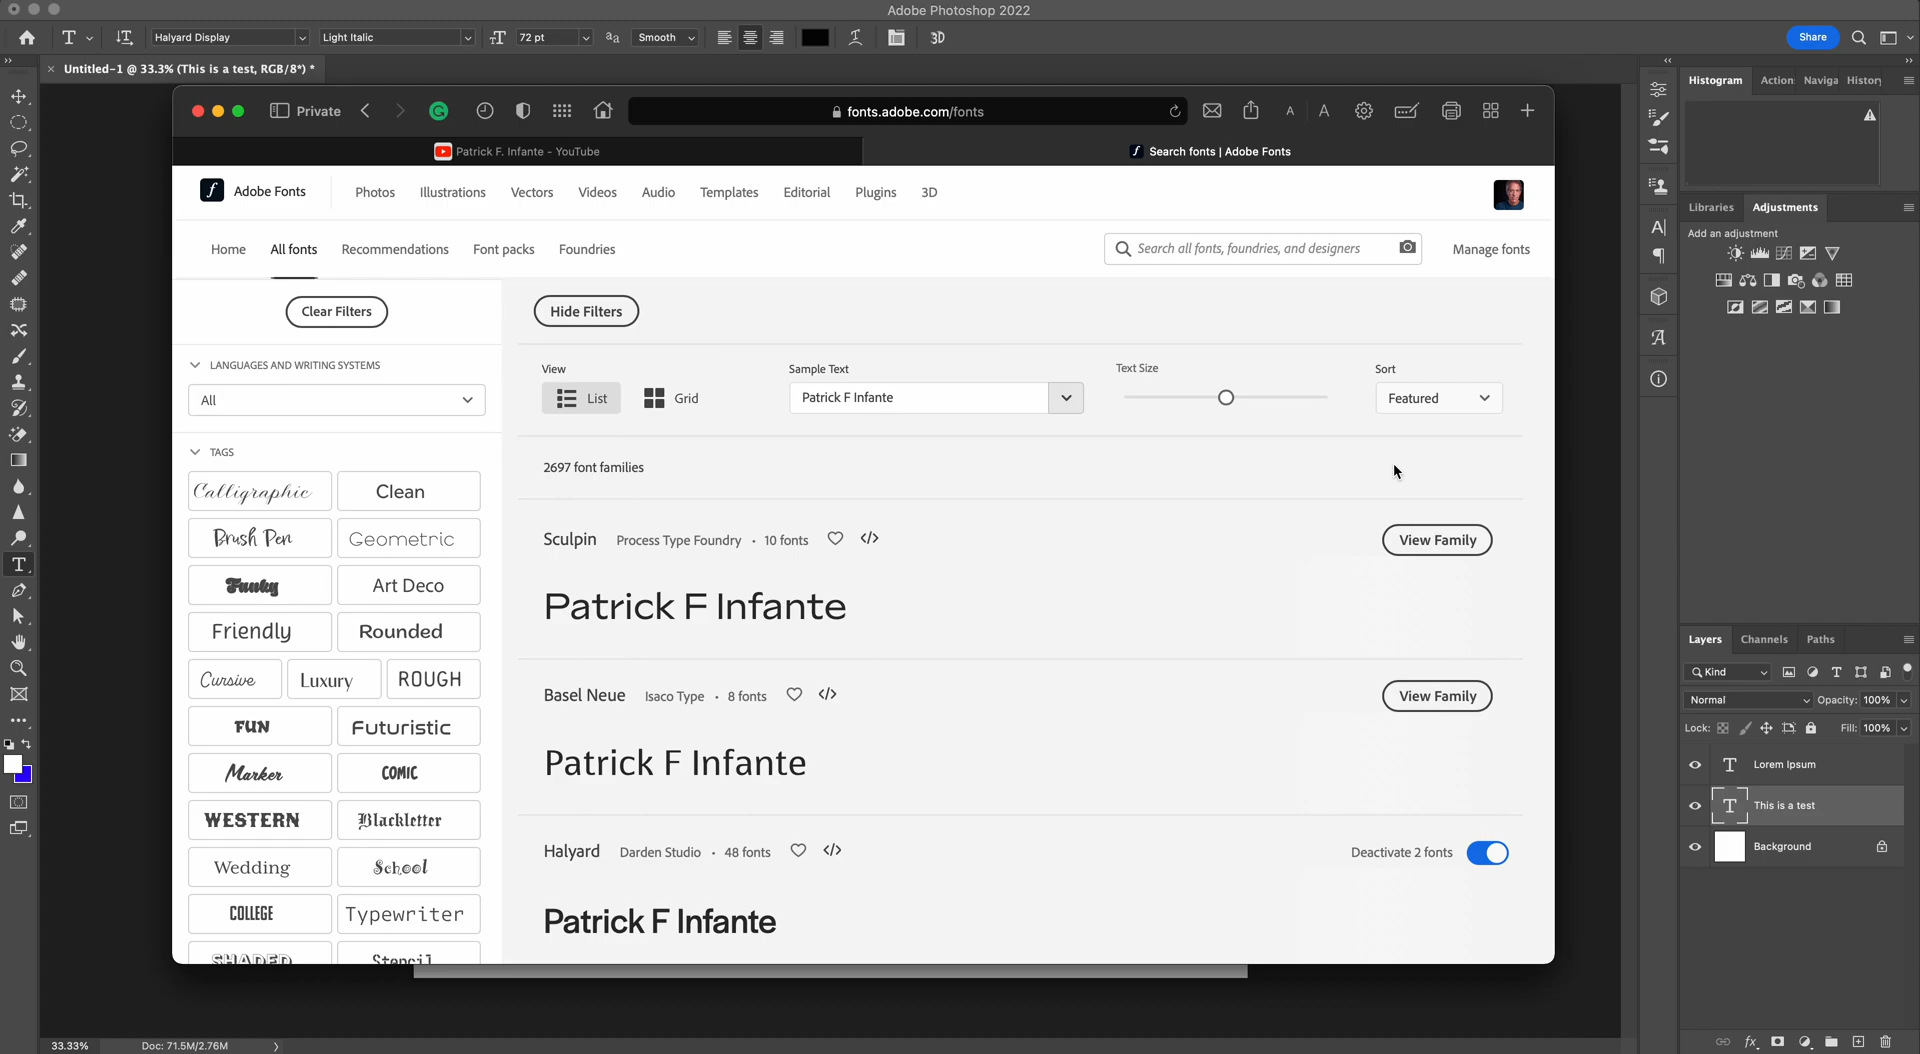 Adobe Photoshop 2022
Halyard Display
Light Italic
72 pt
aa
Smooth
3D
Share
Untitled-1 @ 33.3% (This is a test, RGB/8*) *
Private
fonts.adobe.com/fonts
A A
Patrick F. Infante - YouTube
Search fonts | Adobe Fonts
Adobe Fonts
Photos
Illustrations
Vectors
Videos
Audio
Templates
Editorial
Plugins
3D
Home
All fonts
Recommendations
Font packs
Foundries
Search all fonts, foundries, and designers
Manage fonts
Clear Filters
LANGUAGES AND WRITING SYSTEMS
All
TAGS
Calligraphic
Clean
Brush Pen
Geometric
Funky
Art Deco
Friendly
Rounded
Cursive
Luxury
ROUGH
FUN
Futuristic
Marker
COMIC
WESTERN
Blackletter
Wedding
School
COLLEGE
Typewriter
SHADED
Stencil
Hide Filters
View
List
Grid
Sample Text
Patrick F Infante
Text Size
Sort
Featured
2697 font families
Sculpin Process Type Foundry • 10 fonts </>
View Family
Patrick F Infante
Basel Neue Isaco Type • 8 fonts </>
View Family
Patrick F Infante
Halyard Darden Studio • 48 fonts </>
Deactivate 2 fonts
Patrick F Infante
Histogram
Action
Naviga
History
Libraries
Adjustments
Add an adjustment
Layers
Channels
Paths
Kind
Normal
Opacity: 100%
Lock:
Fill: 100%
Lorem Ipsum
This is a test
Background
fx
33.33%
Doc: 71.5M/2.76M